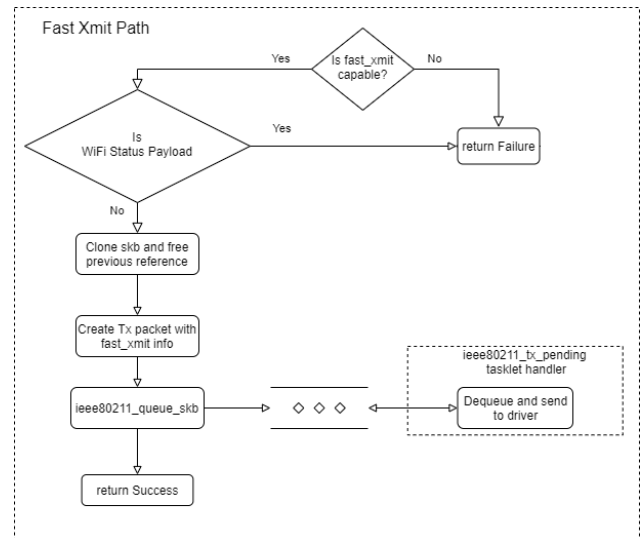 Fast Xmit Path
Is fast_xmit
capable?
Yes
No
Is
WiFi Status Payload
Yes
return Failure
No
Clone skb and free
previous reference
Create Tx packet with
fast_xmit info
ieee80211_tx_pending
tasklet handler
ieee80211_queue_skb
Dequeue and send
to driver
return Success